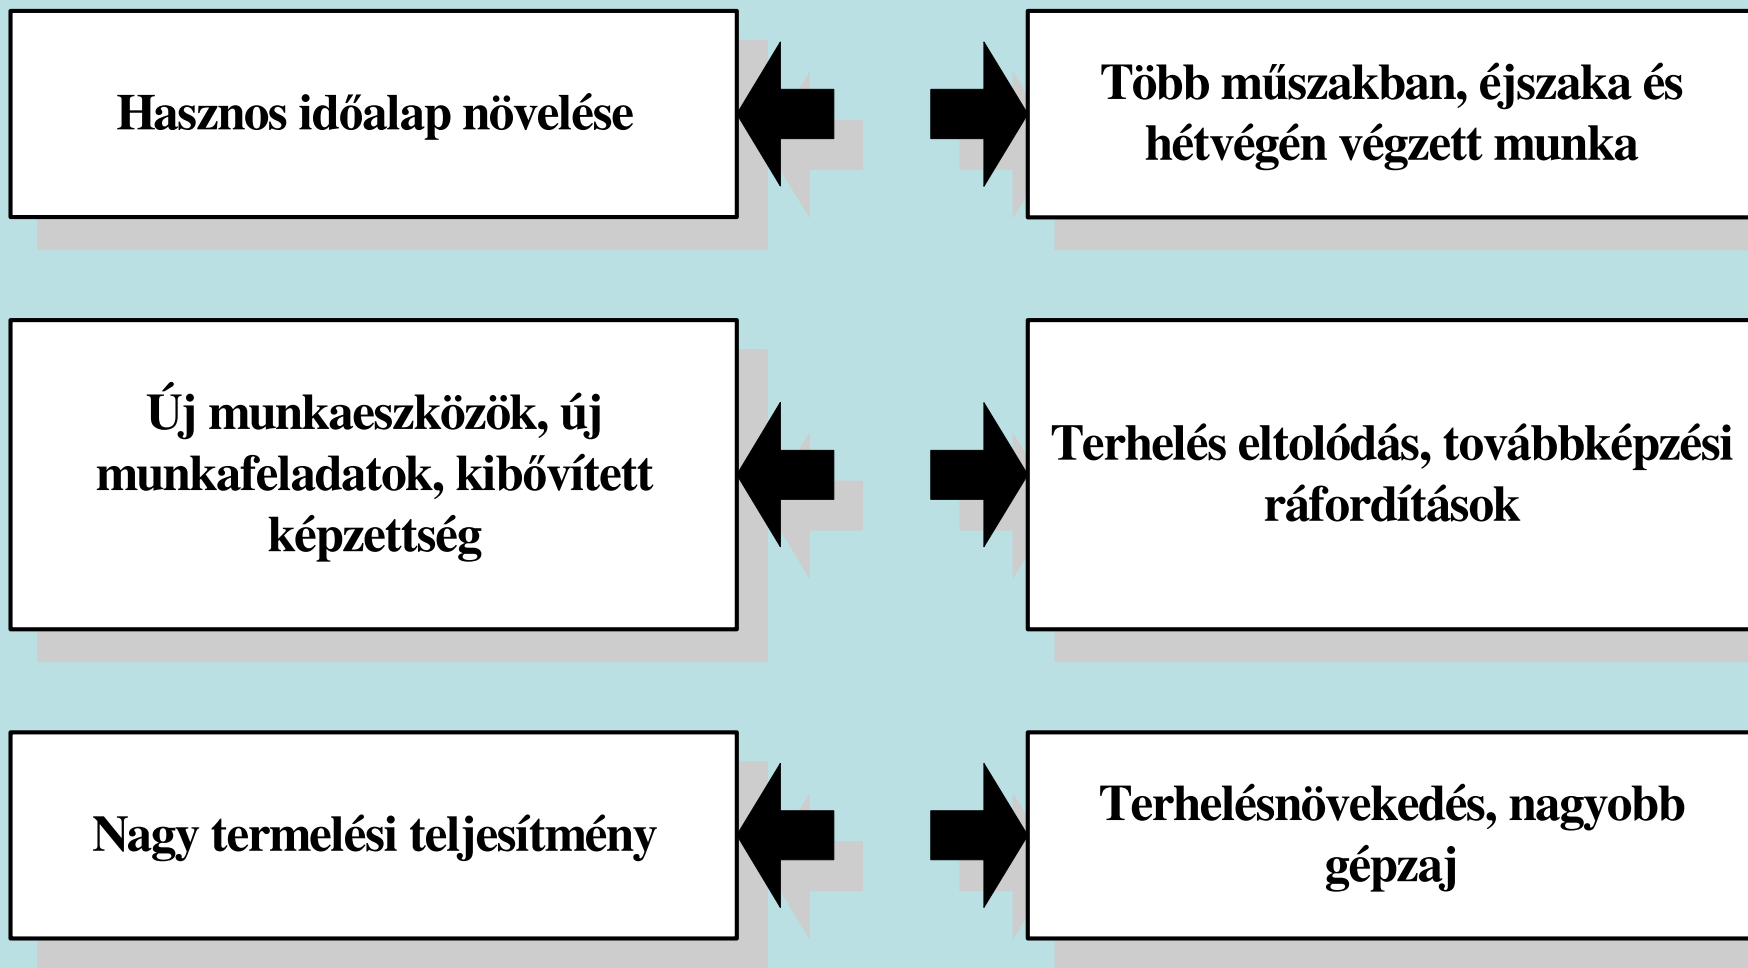 Hasznos időalap növelése
Több műszakban, éjszaka és
hétvégén végzett munka
Új munkaeszközök, új
munkafeladatok, kibővített
képzettség
Terhelés eltolódás, továbbképzési
ráfordítások
Nagy termelési teljesítmény
Terhelésnövekedés, nagyobb
gépzaj